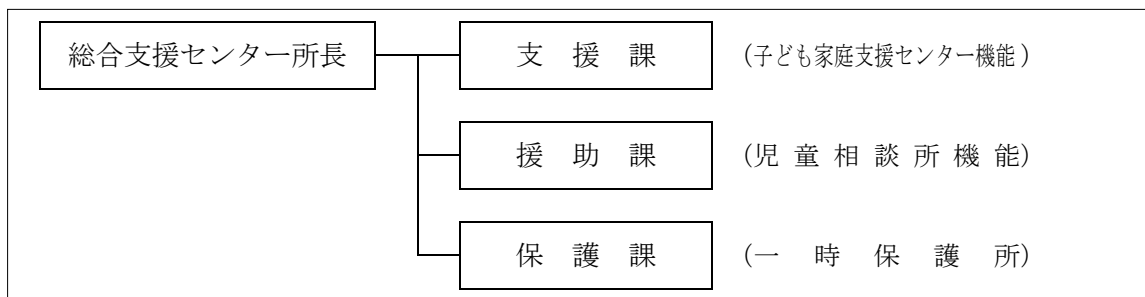 総合支援センター所長
支援課 (子ども家庭支援センター機能)
援助課 (児童相談所機能)
保護課 (一時保護所)